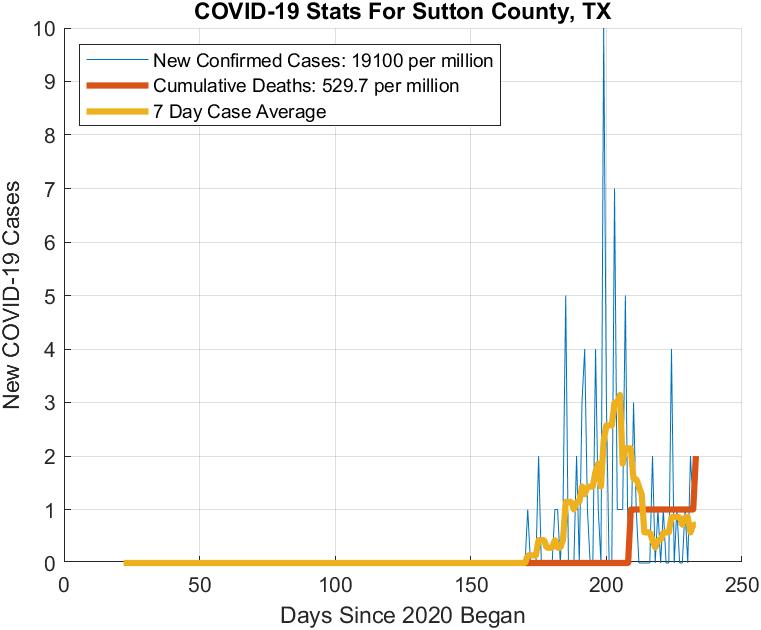 COVID-19 Stats For Sutton County, TX
New Confirmed Cases: 19100 per million
Cumulative Deaths: 529.7 per million
7 Day Case Average
10
9
8
7
6
5
4
3
2
1
0
New COVID-19 Cases
0 50 100 150 200 250
Days Since 2020 Began